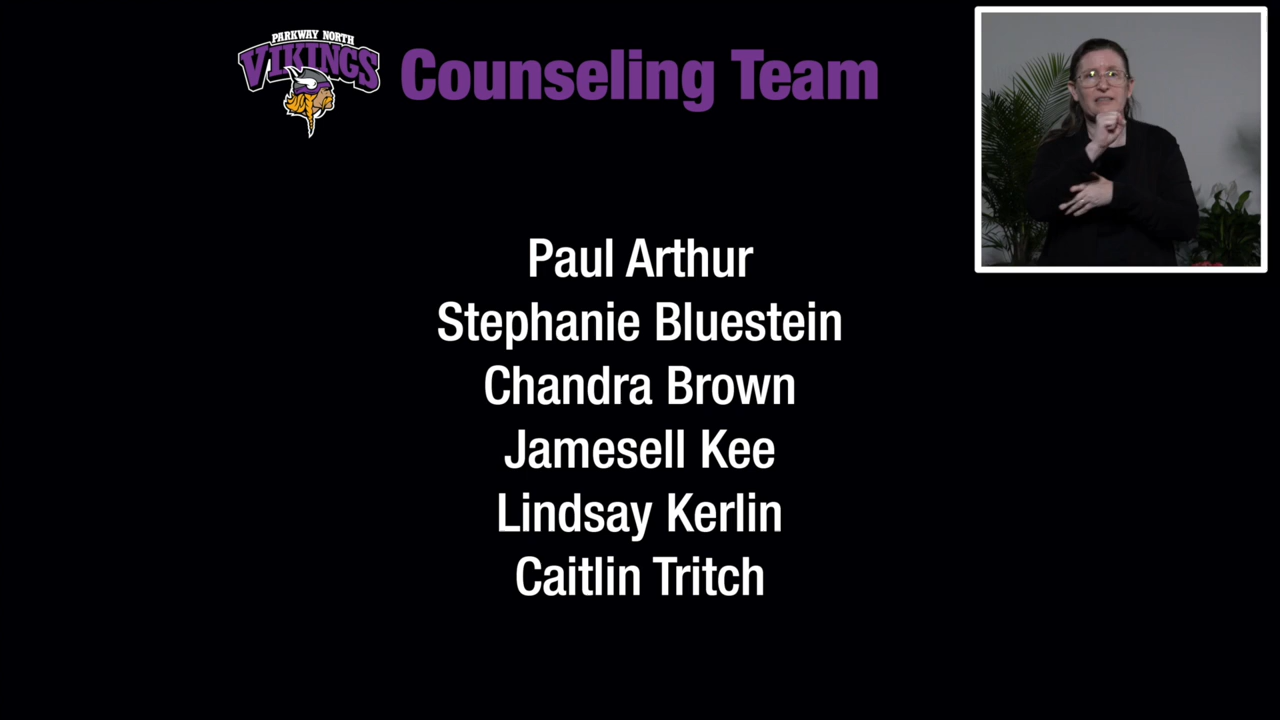 PARKWAY NORTH
VIKINGS
Counseling Team
Paul Arthur
Stephanie Bluestein
Chandra Brown
Jamesell Kee
Lindsay Kerlin
Caitlin Tritch